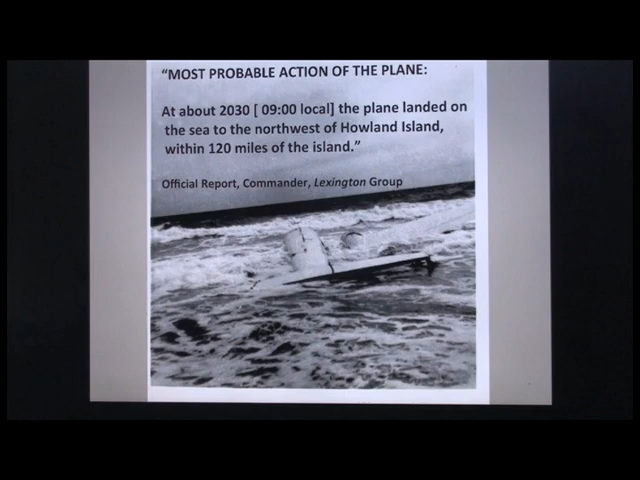 “MOST PROBABLE ACTION OF THE PLANE:
At about 2030 [ 09:00 local] the plane landed on
the sea to the northwest of Howland Island,
within 120 miles of the island.”
Official Report, Commander, Lexington Group